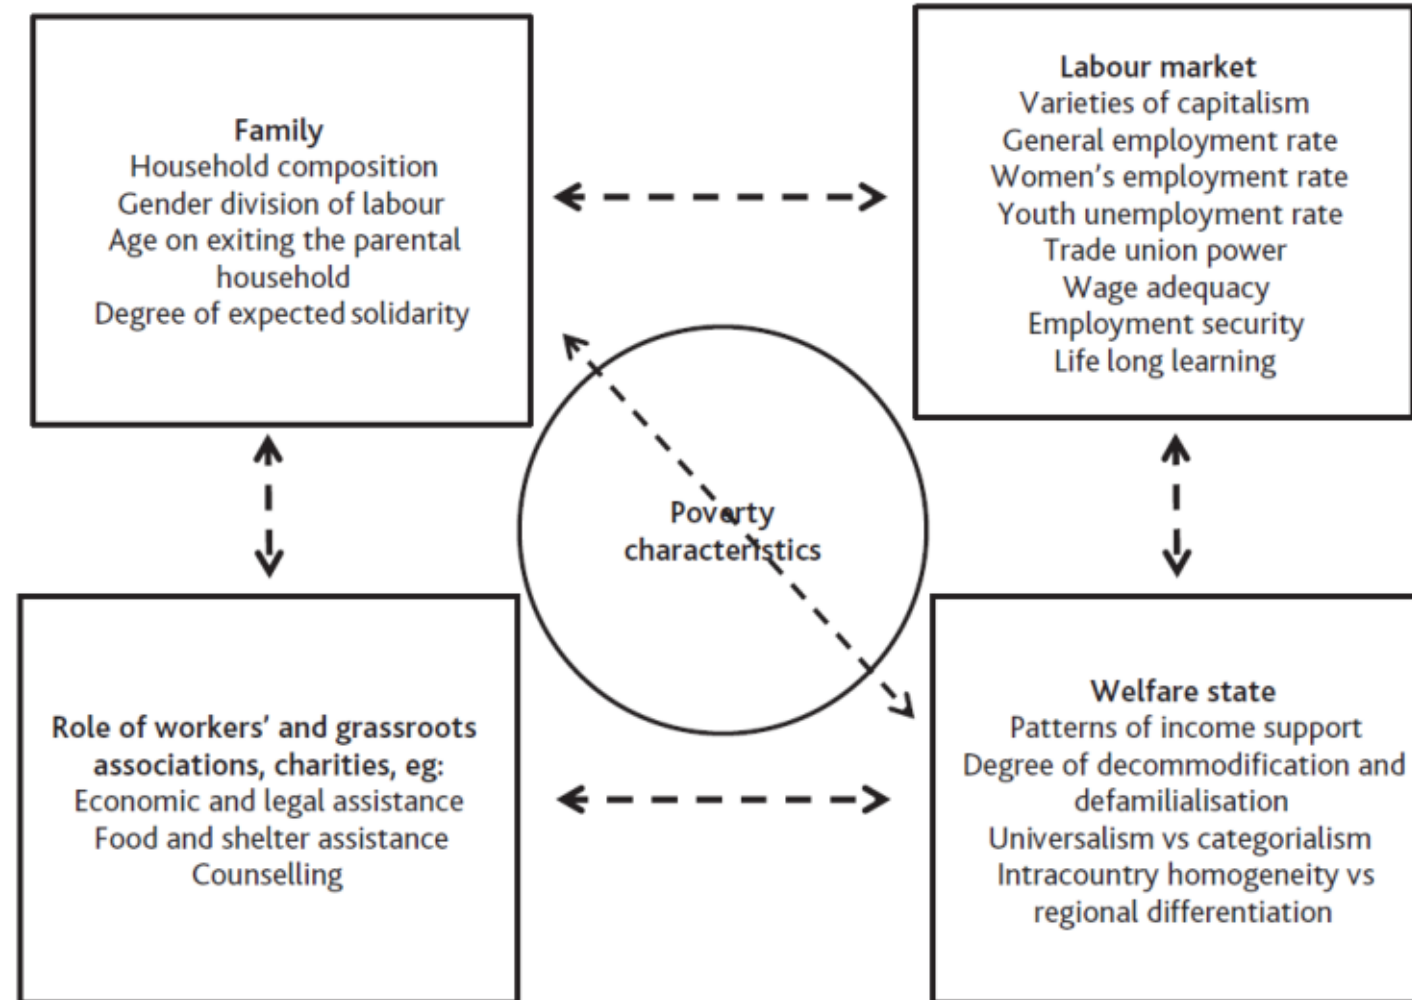 Family
Household composition
Gender division of labour
Age on exiting the parental
household
Degree of expected solidarity
Labour market
Varieties of capitalism
General employment rate
Women's employment rate
Youth unemployment rate
Trade union power
Wage adequacy
Employment security
Life long learning
Poverty
characteristics
Role of workers' and grassroots
associations, charities, eg:
Economic and legal assistance
Food and shelter assistance
Counselling
Welfare state
Patterns of income support
Degree of decommodification and
defamilialisation
Universalism vs categorialism
Intracountry homogeneity vs
regional differentiation